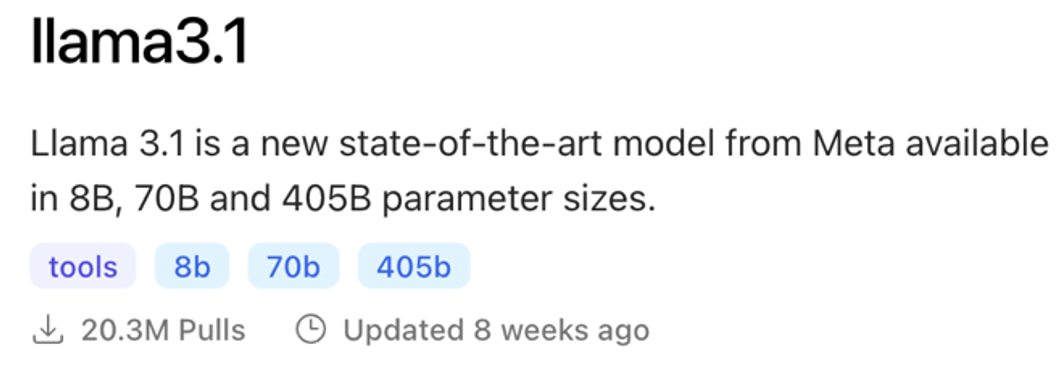 llama3.1
Llama 3.1 is a new state-of-the-art model from Meta available
in 8B, 70B and 405B parameter sizes.
tools 8b 70b 405b
20.3M Pulls Updated 8 weeks ago